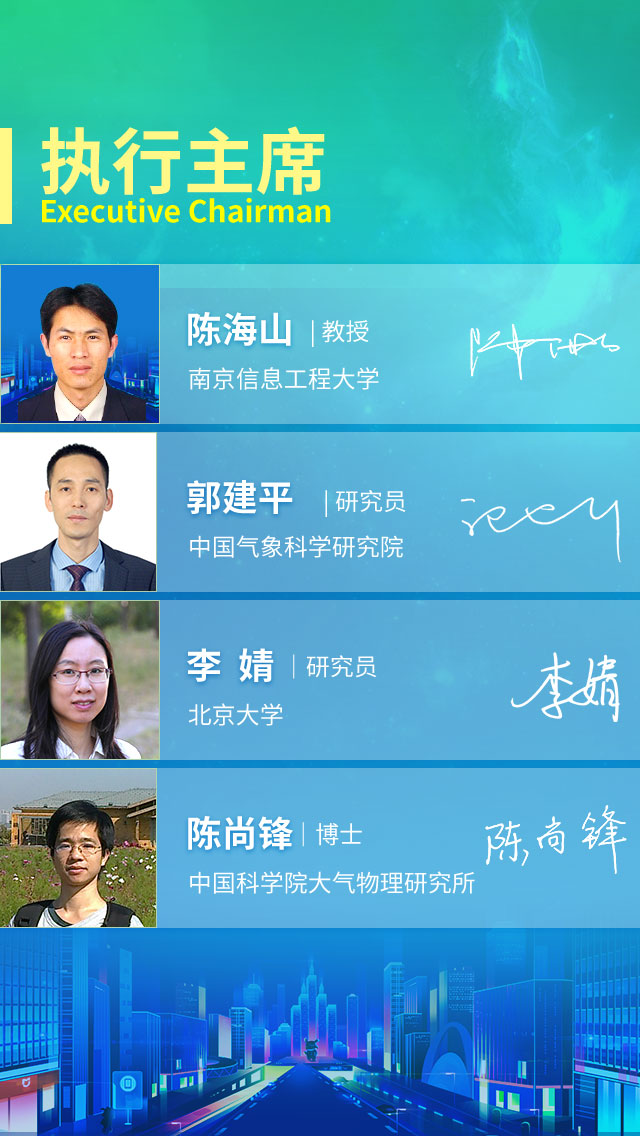 执行主席
Executive Chairman
陈海山 | 教授
南京信息工程大学
郭建平 | 研究员
中国气象科学研究院
李 婧 | 研究员
北京大学
李婧
陈尚锋 | 博士
陈尚锋
中国科学院大气物理研究所